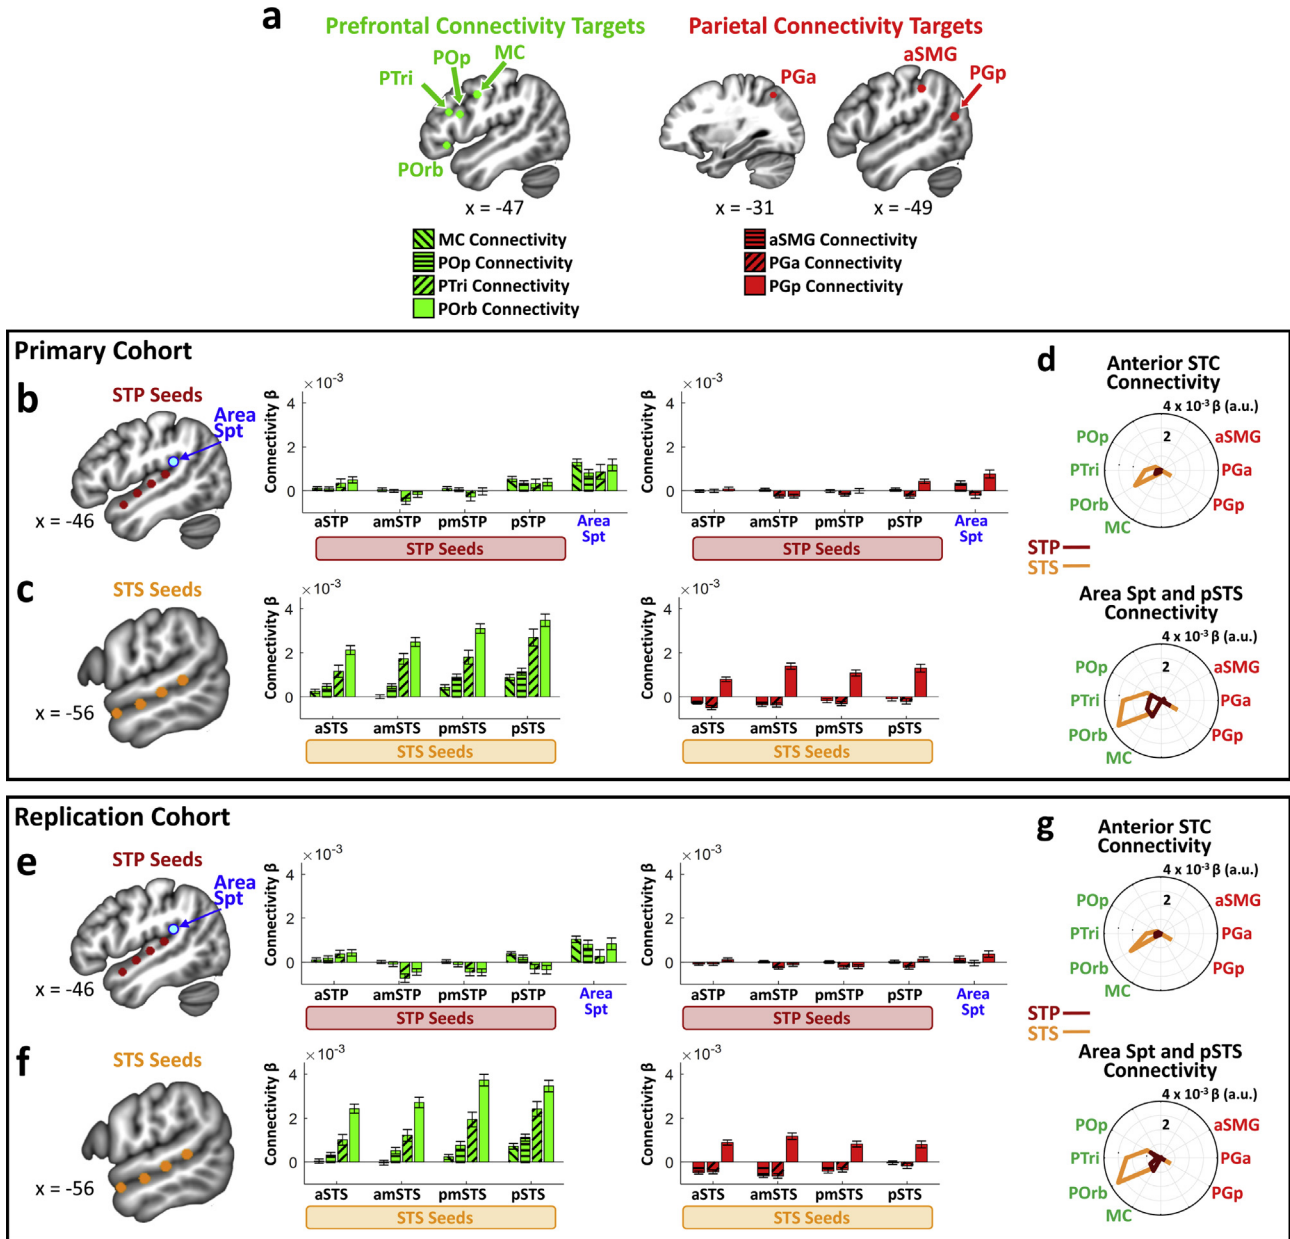 a
Prefrontal Connectivity Targets
Parietal Connectivity Targets
MC
POp
PTri
POrb
x = -47
PGa
aSMG
PGp
x = -31
x = -49
MC Connectivity
POp Connectivity
PTri Connectivity
POrb Connectivity
aSMG Connectivity
PGa Connectivity
PGp Connectivity
Primary Cohort
b
STP Seeds
Area
Spt
x = -46
Connectivity β
×10⁻³
4
2
0
aSTP amSTP pmSTP pSTP Area
Spt
STP Seeds
Connectivity β
×10⁻³
4
2
0
aSTP amSTP pmSTP pSTP Area
Spt
STP Seeds
d
Anterior STC
Connectivity
4 x 10⁻³ β (a.u.)
2
POp
PTri
POrb
MC
aSMG
PGa
PGp
STP
STS
c
STS Seeds
x = -56
Connectivity β
×10⁻³
4
2
0
aSTS amSTS pmSTS pSTS
STS Seeds
Connectivity β
×10⁻³
4
2
0
aSTS amSTS pmSTS pSTS
STS Seeds
Area Spt and pSTS
Connectivity
4 x 10⁻³ β (a.u.)
2
POp
PTri
POrb
MC
aSMG
PGa
PGp
Replication Cohort
e
STP Seeds
Area
Spt
x = -46
Connectivity β
×10⁻³
4
2
0
aSTP amSTP pmSTP pSTP Area
Spt
STP Seeds
Connectivity β
×10⁻³
4
2
0
aSTP amSTP pmSTP pSTP Area
Spt
STP Seeds
g
Anterior STC
Connectivity
4 x 10⁻³ β (a.u.)
2
POp
PTri
POrb
MC
aSMG
PGa
PGp
STP
STS
f
STS Seeds
x = -56
Connectivity β
×10⁻³
4
2
0
aSTS amSTS pmSTS pSTS
STS Seeds
Connectivity β
×10⁻³
4
2
0
aSTS amSTS pmSTS pSTS
STS Seeds
Area Spt and pSTS
Connectivity
4 x 10⁻³ β (a.u.)
2
POp
PTri
POrb
MC
aSMG
PGa
PGp